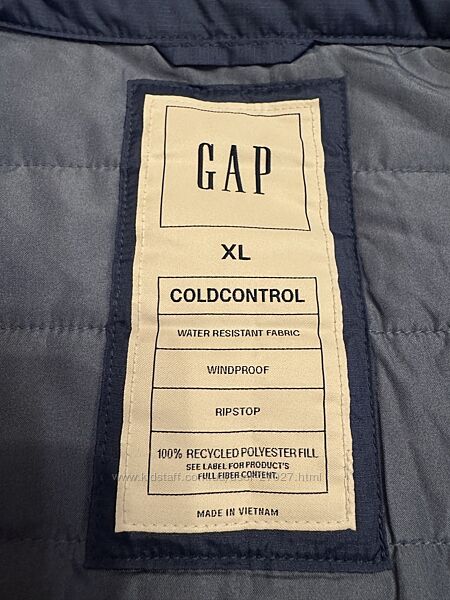 GAP
XL
COLDCONTROL
WATER RESISTANT FABRIC
WINDPROOF
RIPSTOP
100% RECYCLED POLYESTER FILL
SEE LABEL FOR PRODUCT'S
FULL FIBER CONTENT.
MADE IN VIETNAM